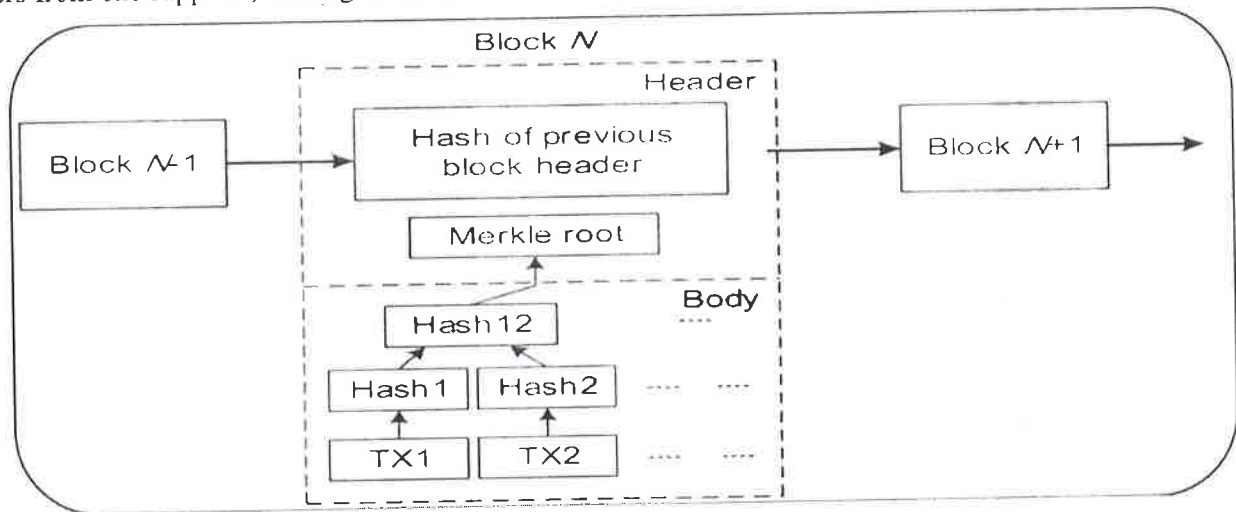 Block N
Header
Block N-1
Hash of previous
block header
Block N+1
Merkle root
Body
Hash12
.....
Hash1
Hash2
.....
.....
TX1
TX2
.....
.....